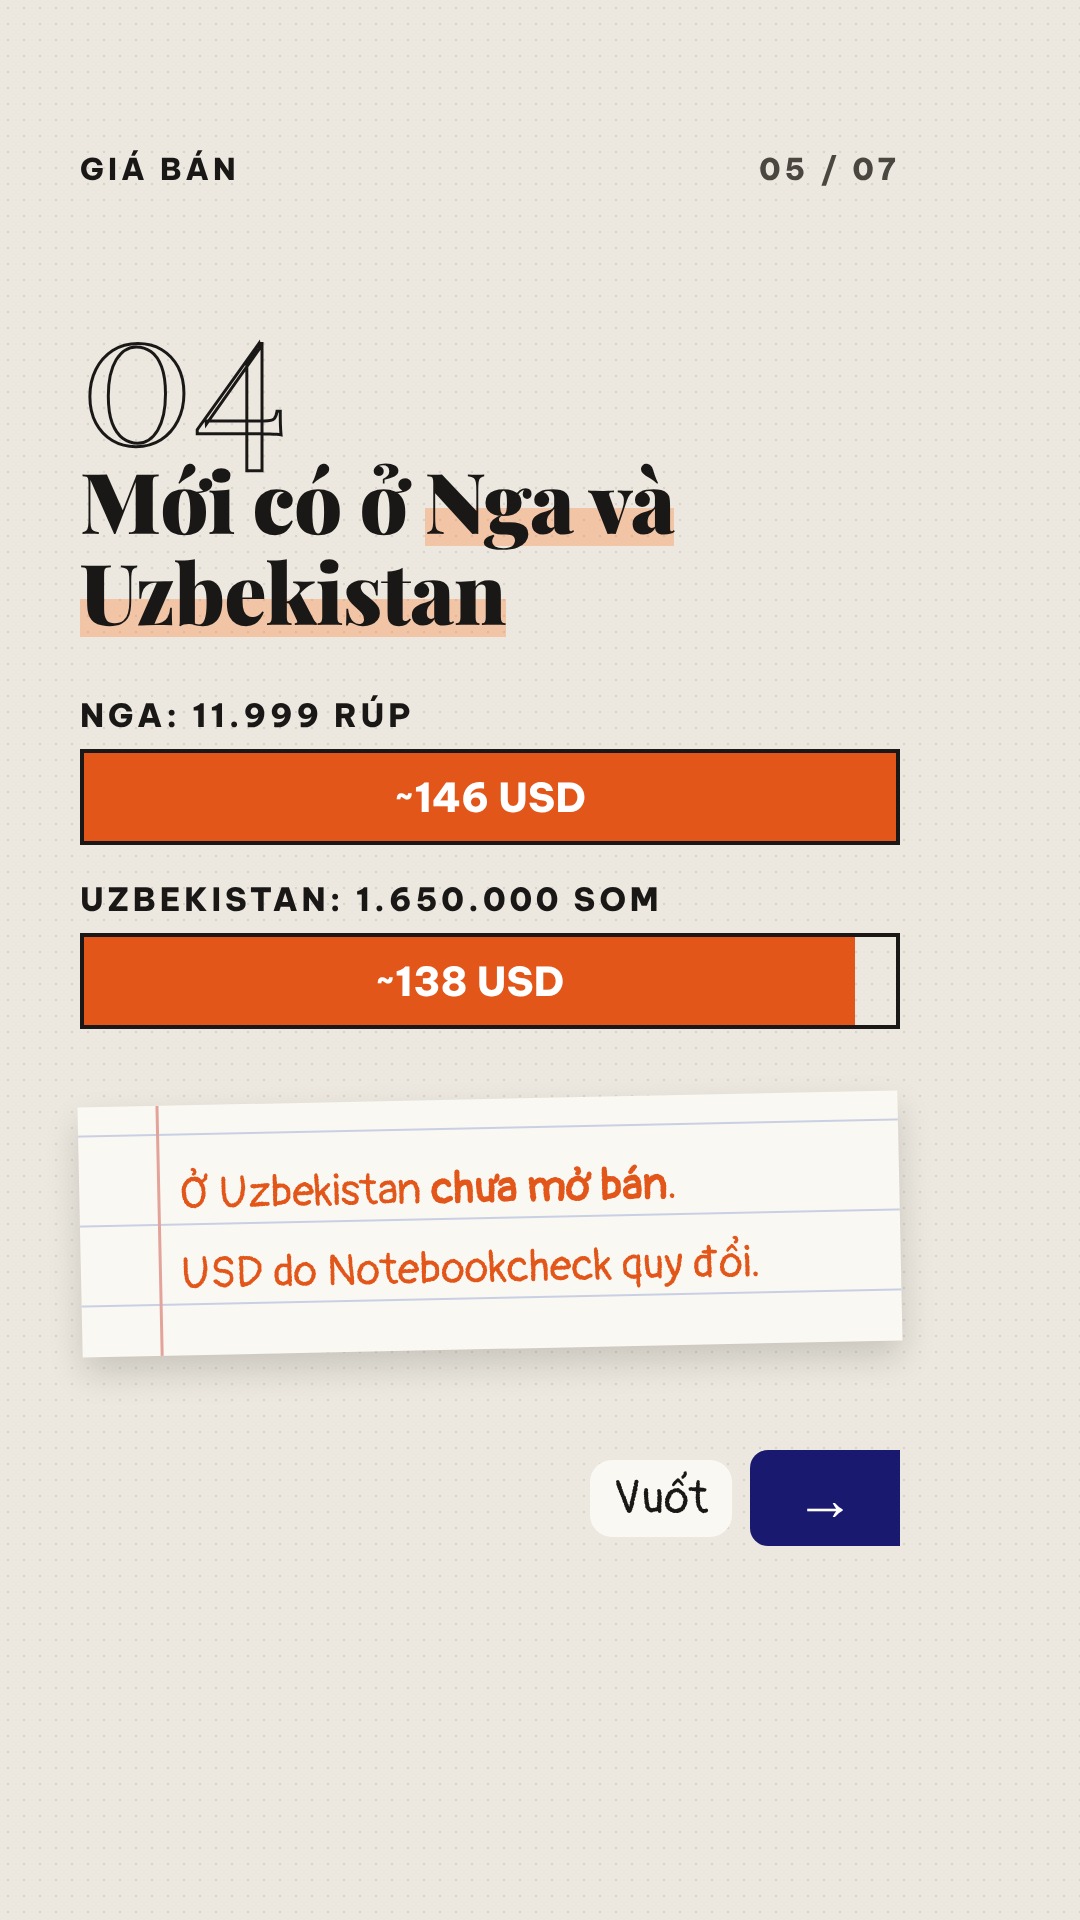 GIÁ BÁN
05 / 07
04
Mới có ở Nga và
Uzbekistan
NGA: 11.999 RÚP
~146 USD
UZBEKISTAN: 1.650.000 SOM
~138 USD
Ở Uzbekistan chưa mở bán.
USD do Notebookcheck quy đổi.
Vuốt
→